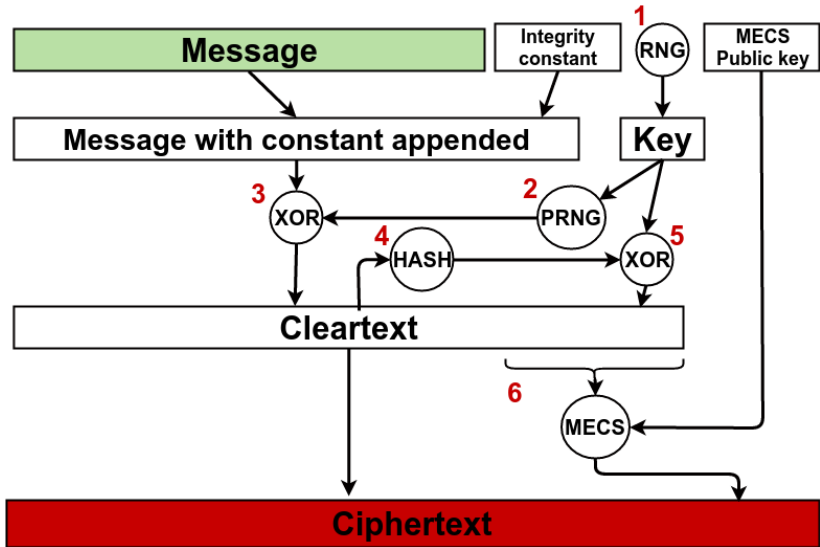 1
Message
Integrity
constant
RNG
MECS
Public key
Message with constant appended
Key
3
2
XOR
PRNG
4
5
HASH
XOR
Cleartext
6
MECS
Ciphertext